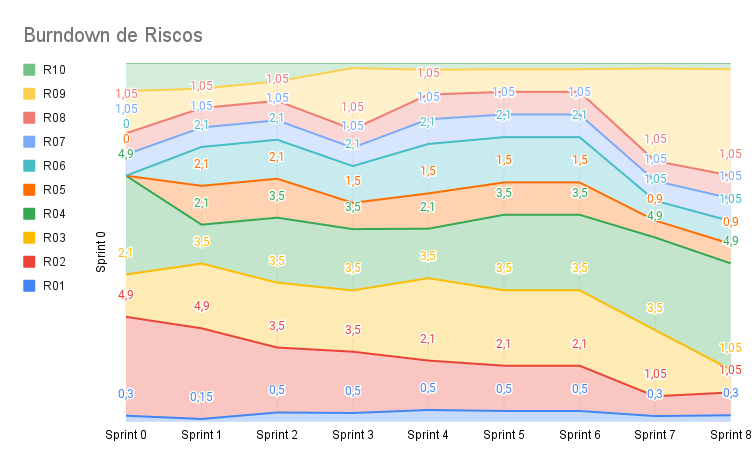 Burndown de Riscos
R10
R09
R08
R07
R06
R05
R04
R03
R02
R01
Sprint 0
1,05 1,05 1,05 1,05 1,05 1,05 1,05
1,05 1,05 1,05 1,05 1,05 1,05 1,05 1,05 1,05
0 2,1 2,1 2,1 2,1 2,1 2,1 1,05 1,05
0 2,1 2,1 1,5 1,5 1,5 1,5 0,9 0,9
4,9 2,1 3,5 3,5 2,1 3,5 3,5 4,9 4,9
2,1 3,5 3,5 3,5 3,5 3,5 3,5 3,5 1,05
4,9 4,9 3,5 3,5 2,1 2,1 2,1 1,05 1,05
0,3 0,15 0,5 0,5 0,5 0,5 0,5 0,3 0,3
Sprint 0 Sprint 1 Sprint 2 Sprint 3 Sprint 4 Sprint 5 Sprint 6 Sprint 7 Sprint 8